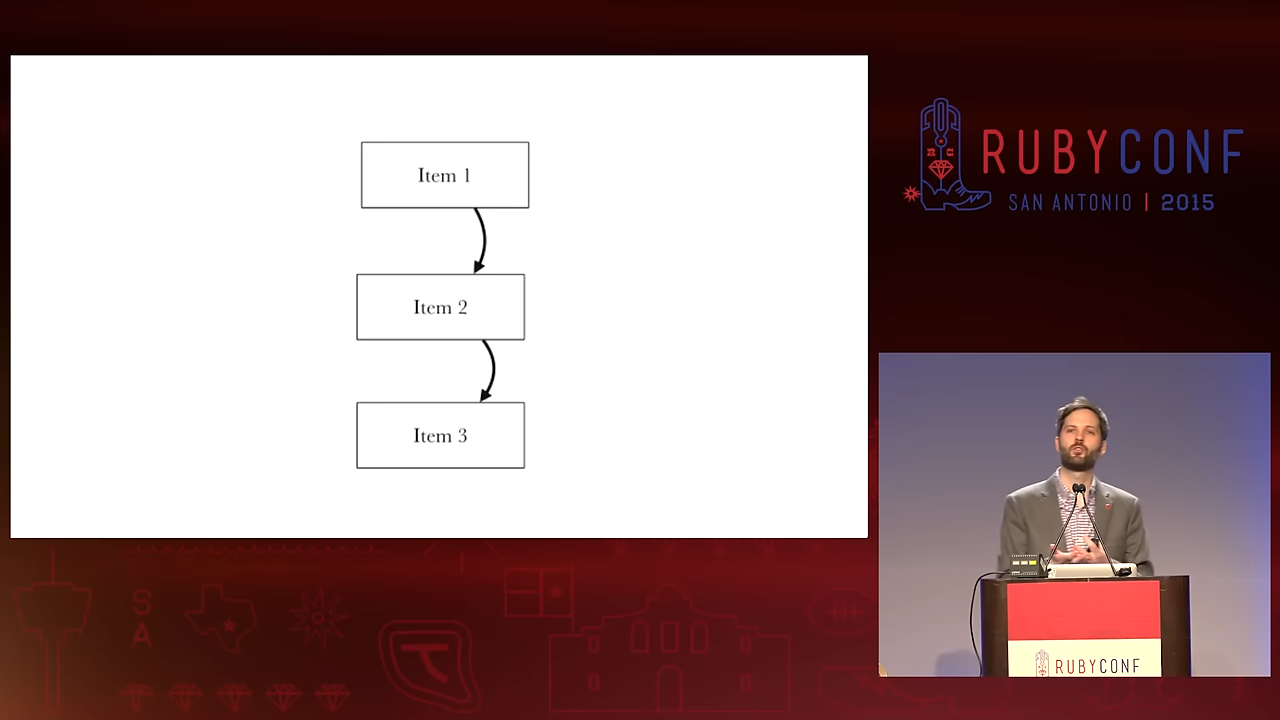 Item 1
Item 2
Item 3
RUBYCONF
SAN ANTONIO | 2015
S
A
RUBYCONF